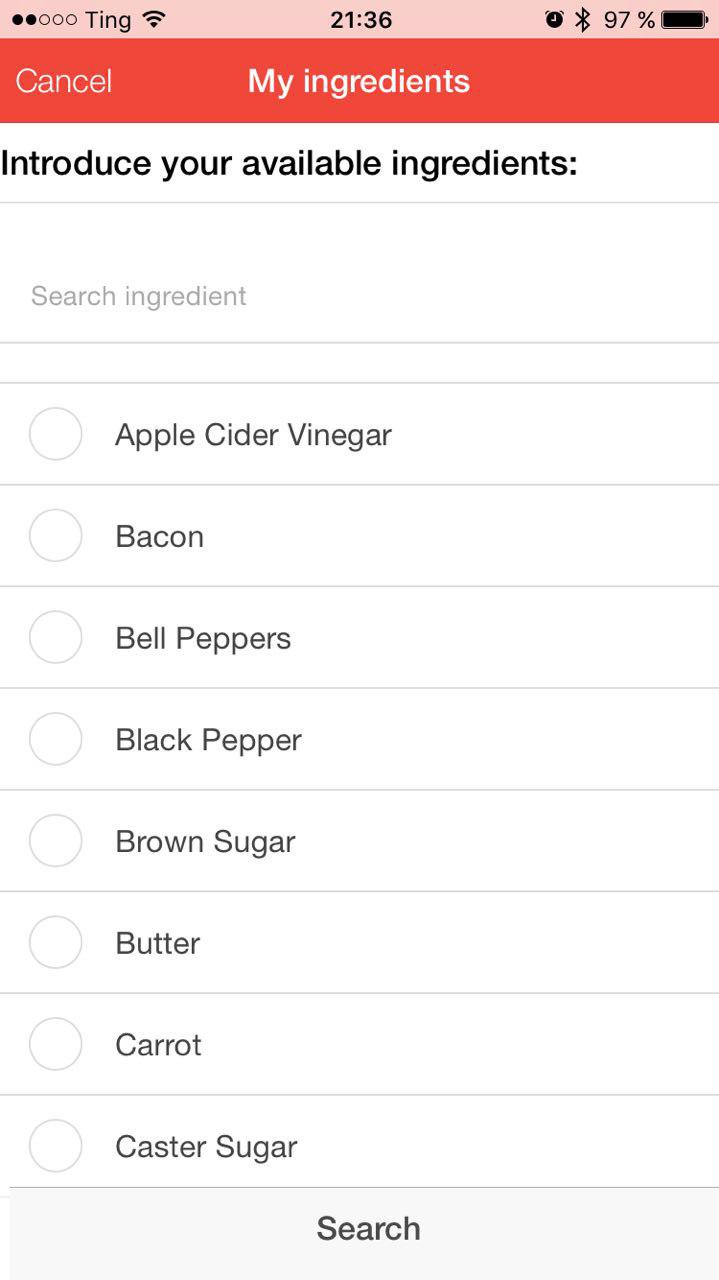 Ting 21:36 97 %
Cancel My ingredients
Introduce your available ingredients:
Search ingredient
Apple Cider Vinegar
Bacon
Bell Peppers
Black Pepper
Brown Sugar
Butter
Carrot
Caster Sugar
Search